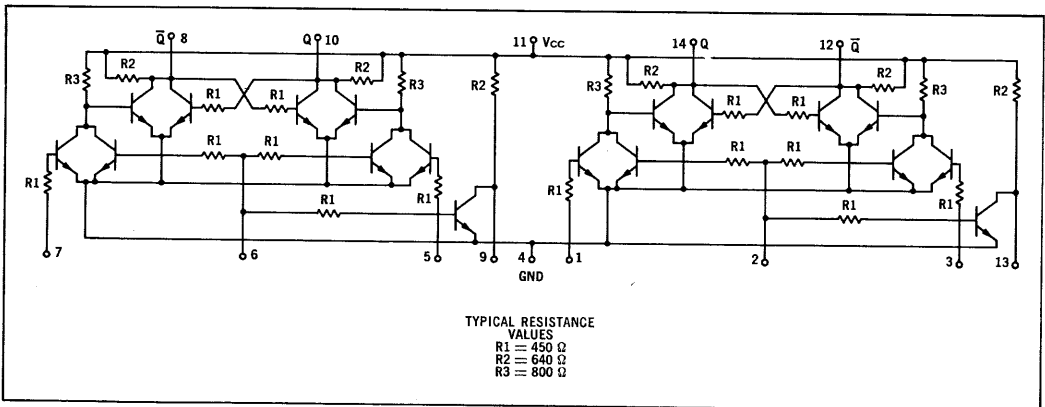 Q̅ 8 Q 10 11 Vcc 14 Q 12 Q̅
R3 R2 R2 R3 R2 R3 R2 R2 R3 R2
R1 R1 R1 R1
R1 R1 R1 R1
R1 R1 R1 R1
R1 R1
7 6 5 9 4 1 2 3 13
GND
TYPICAL RESISTANCE
VALUES
R1 = 450 Ω
R2 = 640 Ω
R3 = 800 Ω